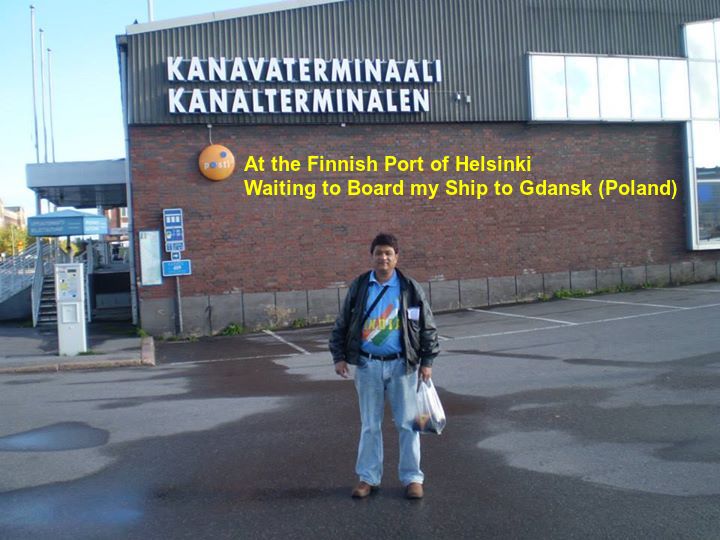 KANAVATERMINAALI
KANALTERMINALEN
posti
At the Finnish Port of Helsinki
Waiting to Board my Ship to Gdansk (Poland)